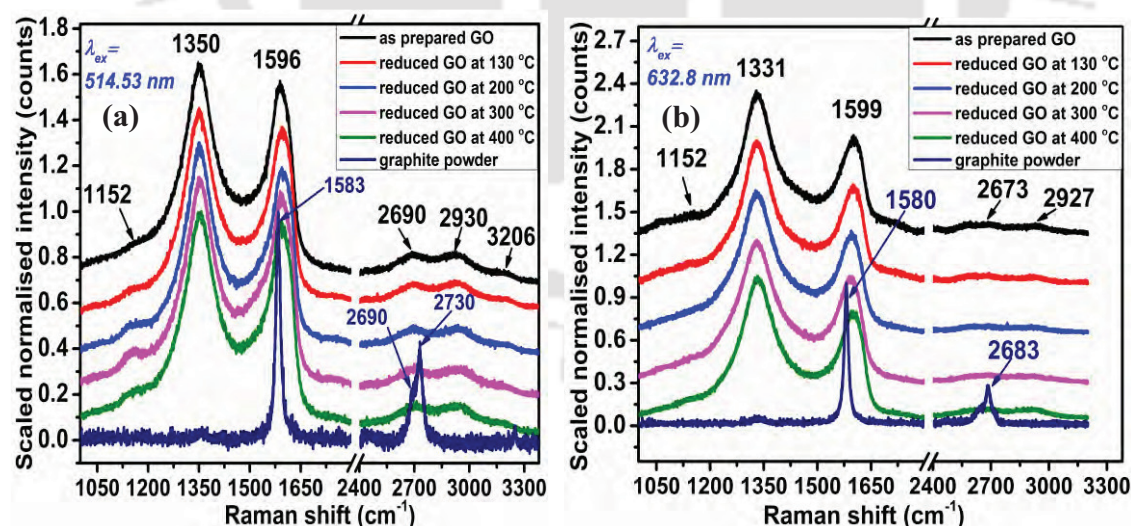 λex=
514.53 nm
(a)
1350
1596
as prepared GO
reduced GO at 130 °C
reduced GO at 200 °C
reduced GO at 300 °C
reduced GO at 400 °C
graphite powder
1152
1583
2690
2930
3206
2690
2730
Scaled normalised intensity (counts)
1.8
1.6
1.4
1.2
1.0
0.8
0.6
0.4
0.2
0.0
1050 1200 1350 1500 1650 2400 2700 3000 3300
Raman shift (cm-1)
λex=
632.8 nm
(b)
1331
1599
as prepared GO
reduced GO at 130 °C
reduced GO at 200 °C
reduced GO at 300 °C
reduced GO at 400 °C
graphite powder
1152
1580
2673
2927
2683
Scaled normalised intensity (counts)
2.7
2.4
2.1
1.8
1.5
1.2
0.9
0.6
0.3
0.0
1050 1200 1350 1500 1650 2400 2700 3000 3300
Raman shift (cm-1)